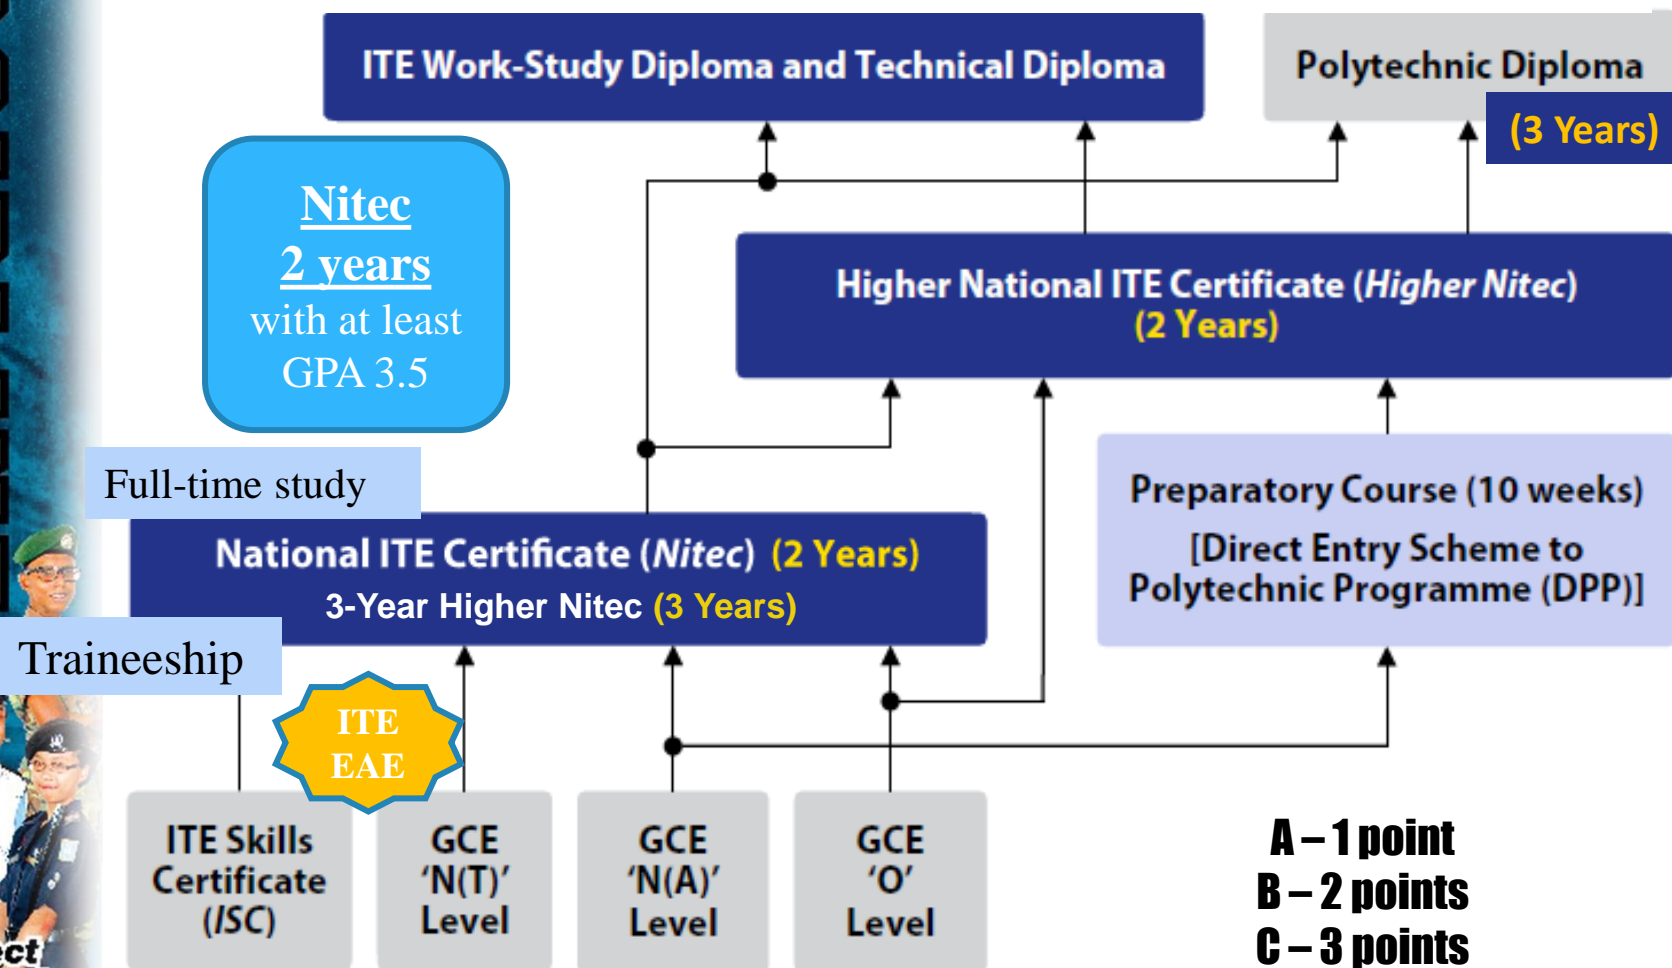 ITE Work-Study Diploma and Technical Diploma
Polytechnic Diploma
(3 Years)
Nitec
2 years
with at least
GPA 3.5
Higher National ITE Certificate (Higher Nitec)
(2 Years)
Full-time study
Preparatory Course (10 weeks)
[Direct Entry Scheme to
Polytechnic Programme (DPP)]
National ITE Certificate (Nitec) (2 Years)
3-Year Higher Nitec (3 Years)
Traineeship
ITE
EAE
ITE Skills
Certificate
(ISC)
GCE
‘N(T)’
Level
GCE
‘N(A)’
Level
GCE
‘O’
Level
A – 1 point
B – 2 points
C – 3 points